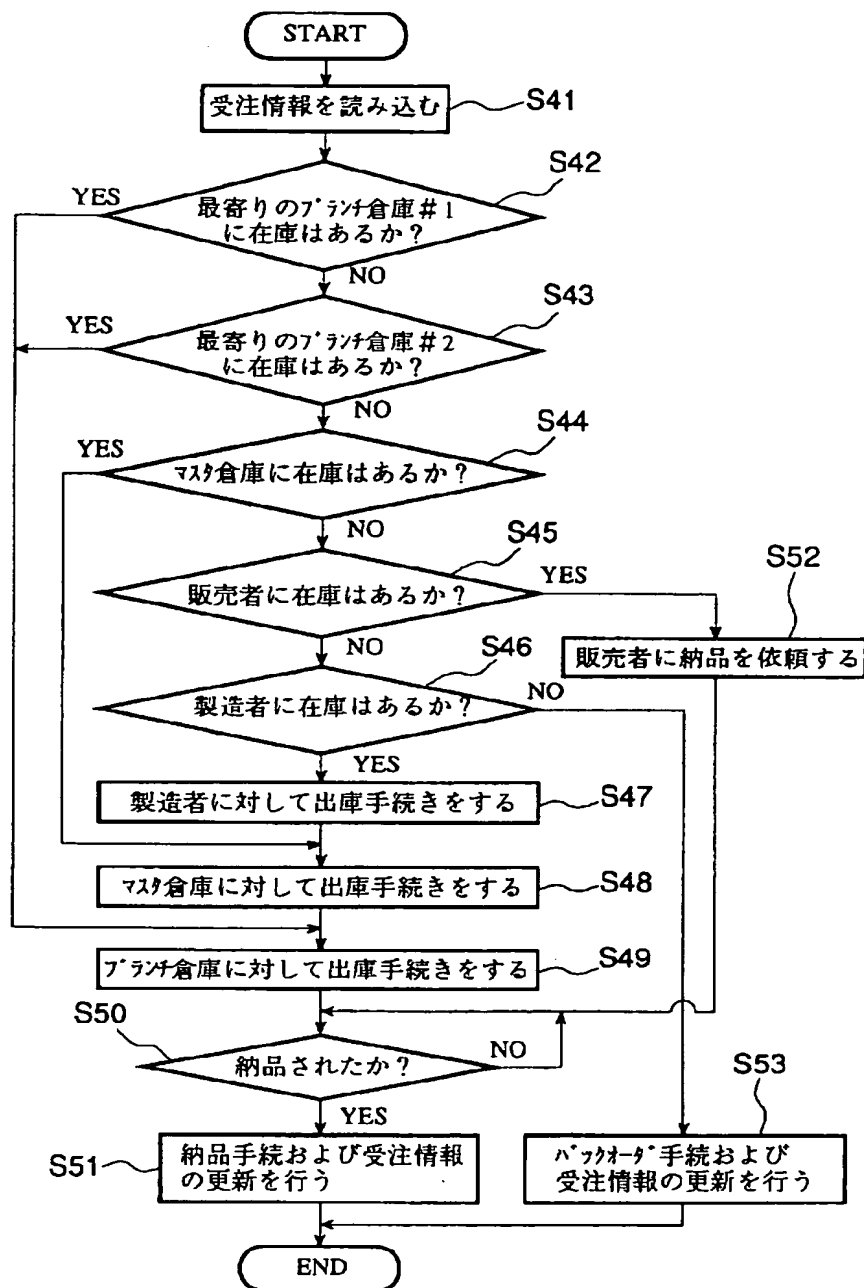 START
受注情報を読み込む
S41
S42
YES
最寄りのブランチ倉庫#1
に在庫はあるか?
NO
S43
YES
最寄りのブランチ倉庫#2
に在庫はあるか?
NO
S44
YES
マスタ倉庫に在庫はあるか?
NO
S45
YES
S52
販売者に在庫はあるか?
NO
販売者に納品を依頼する
S46
製造者に在庫はあるか?
NO
YES
製造者に対して出庫手続きをする
S47
マスタ倉庫に対して出庫手続きをする
S48
ブランチ倉庫に対して出庫手続きをする
S49
S50
納品されたか?
NO
YES
S53
S51
納品手続および受注情報
の更新を行う
バックオーダ手続および
受注情報の更新を行う
END